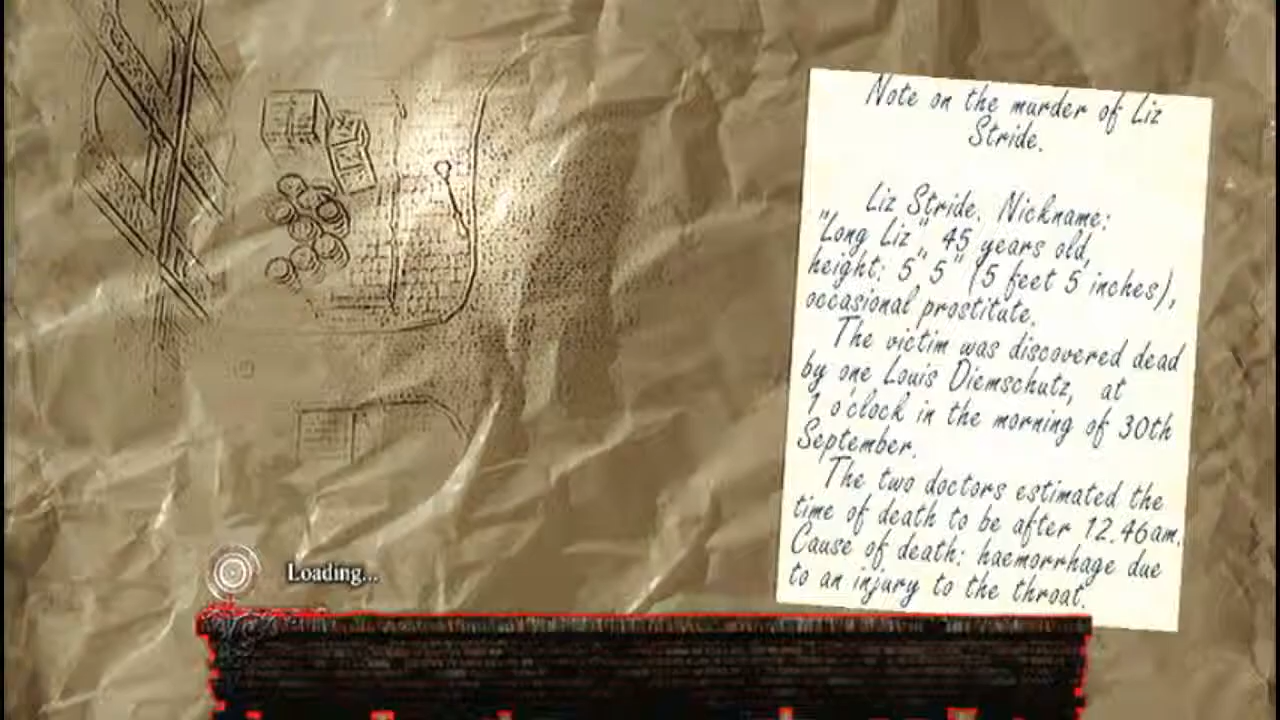 Note on the murder of Liz
Stride.
Liz Stride. Nickname:
"Long Liz", 45 years old,
height: 5" 5" (5 feet 5 inches),
occasional prostitute.
The victim was discovered dead
by one Louis Diemschutz, at
1 o'clock in the morning of 30th
September.
The two doctors estimated the
time of death to be after 12.46am.
Cause of death: haemorrhage due
to an injury to the throat.
Loading...